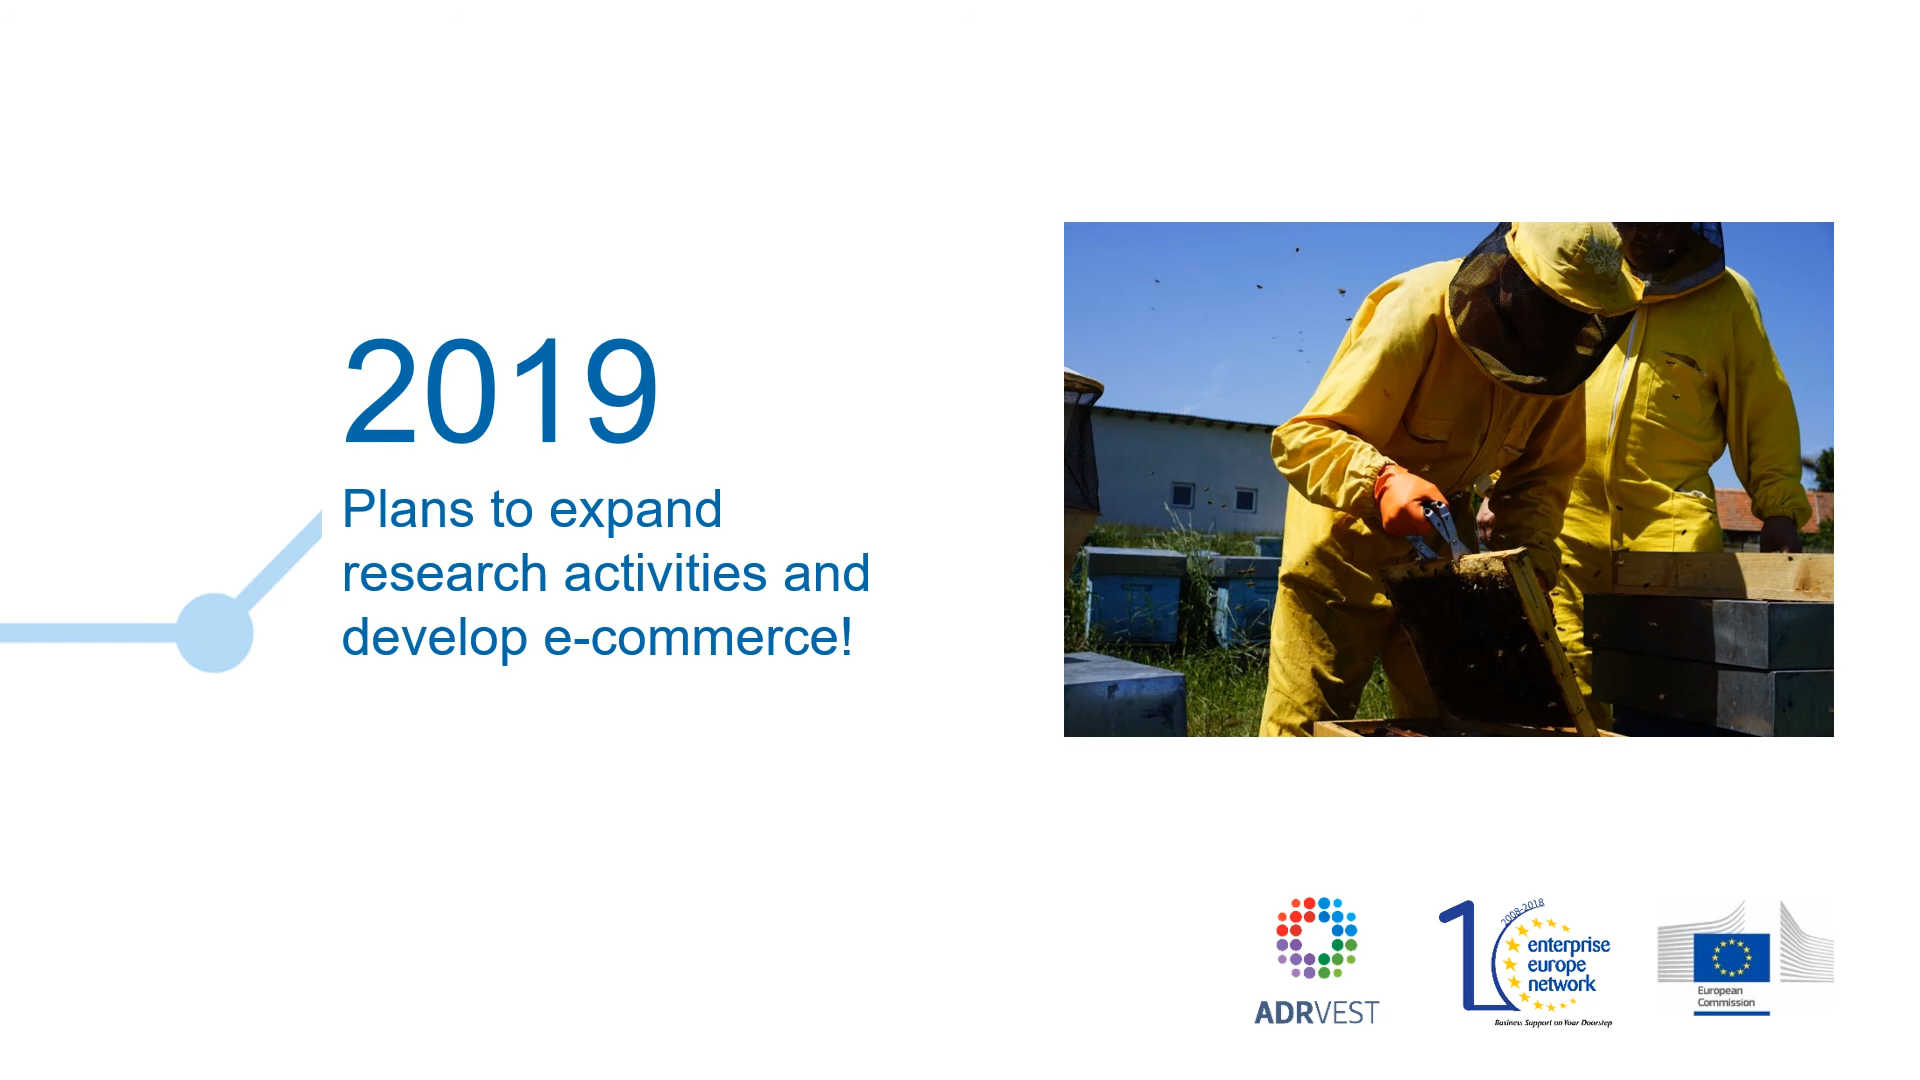 2019
Plans to expand
research activities and
develop e-commerce!
ADRVEST
2008-2018
10
enterprise
europe
network
Business Support on Your Doorstep
European
Commission